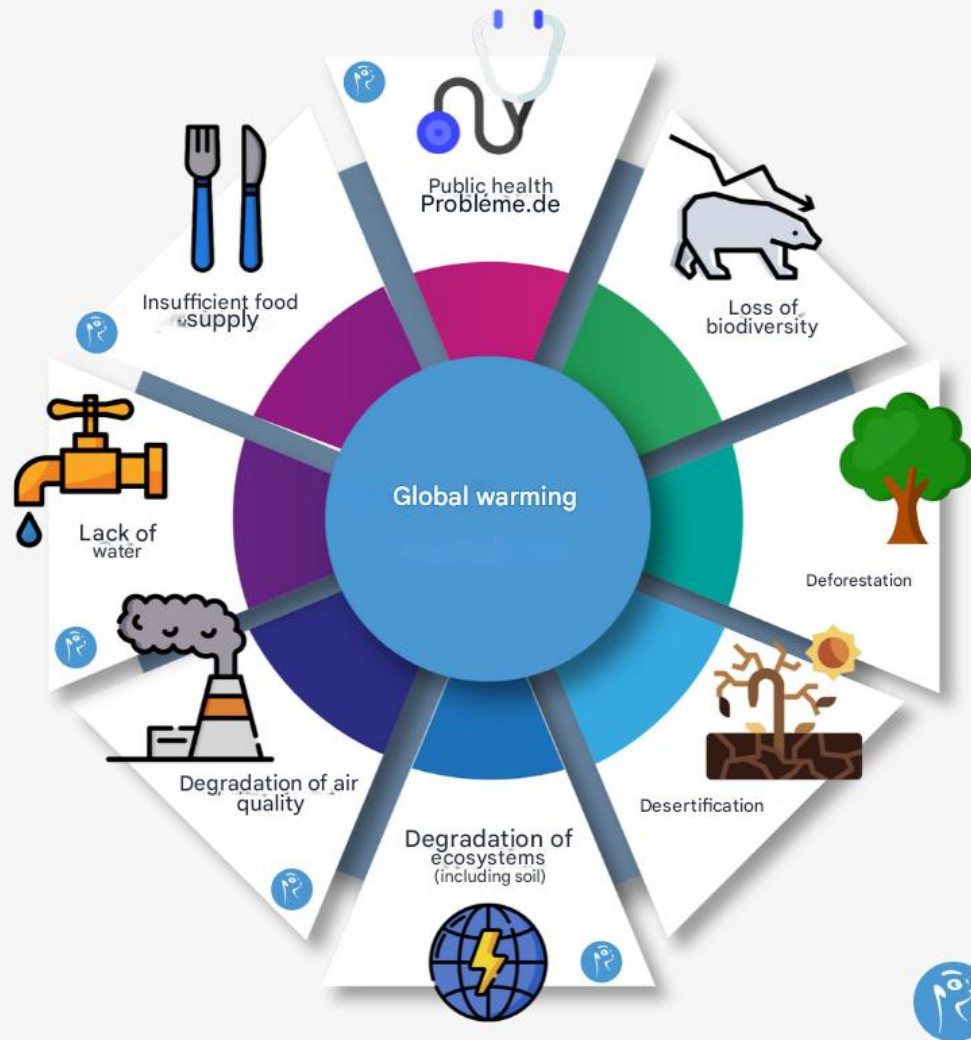 Public health
Probléme.de
Loss of
biodiversity
Insufficient food
supply
Global warming
Lack of
water
Deforestation
Desertification
Degradation of air
quality
Degradation of
ecosystems
(including soil)